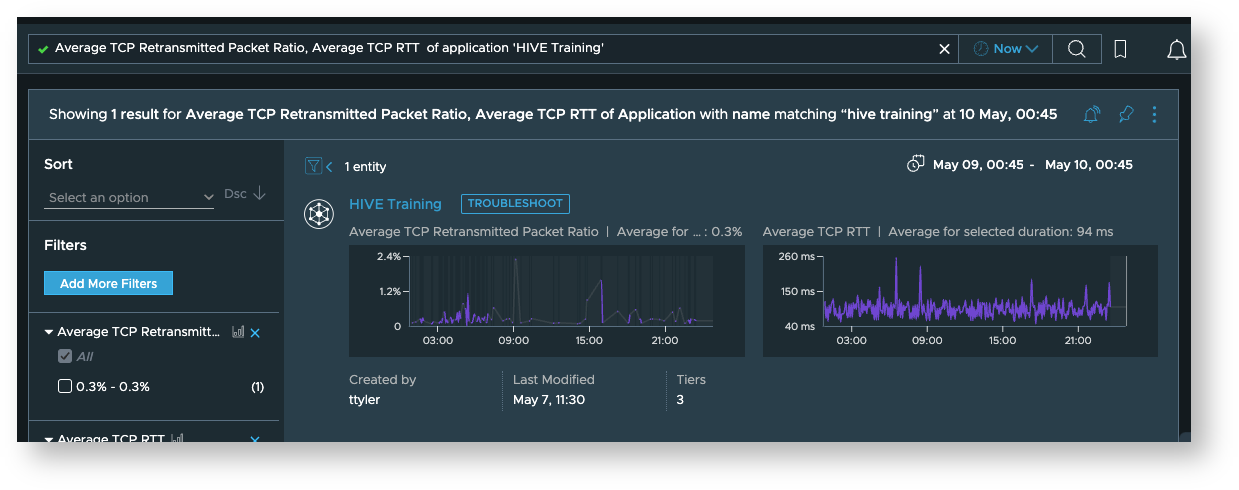 Average TCP Retransmitted Packet Ratio, Average TCP RTT of application 'HIVE Training'
Now
Showing 1 result for Average TCP Retransmitted Packet Ratio, Average TCP RTT of Application with name matching “hive training” at 10 May, 00:45
Sort
Select an option
Dsc
Filters
Add More Filters
Average TCP Retransmitt...
All
0.3% - 0.3% (1)
Average TCP RTT
1 entity
May 09, 00:45 - May 10, 00:45
HIVE Training
TROUBLESHOOT
Average TCP Retransmitted Packet Ratio | Average for ... : 0.3%
2.4%
1.2%
0
03:00 09:00 15:00 21:00
Average TCP RTT | Average for selected duration: 94 ms
260 ms
150 ms
40 ms
03:00 09:00 15:00 21:00
Created by
ttyler
Last Modified
May 7, 11:30
Tiers
3